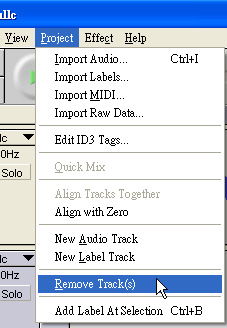 View Project Effect Help
Import Audio... Ctrl+I
Import Labels...
Import MIDI...
Import Raw Data...
Edit ID3 Tags...
Quick Mix
Align Tracks Together
Align with Zero
New Audio Track
New Label Track
Remove Track(s)
Add Label At Selection Ctrl+B
0Hz
Solo
0Hz
Solo